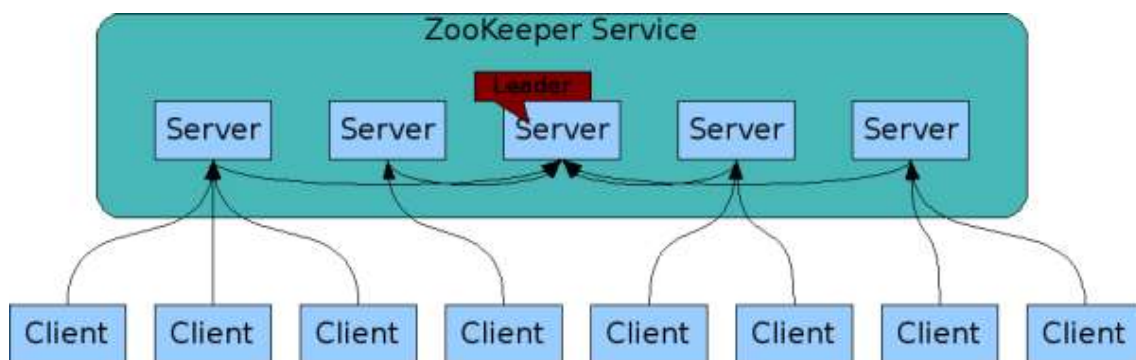 ZooKeeper Service
Leader
Server Server Server Server Server
Client Client Client Client Client Client Client Client